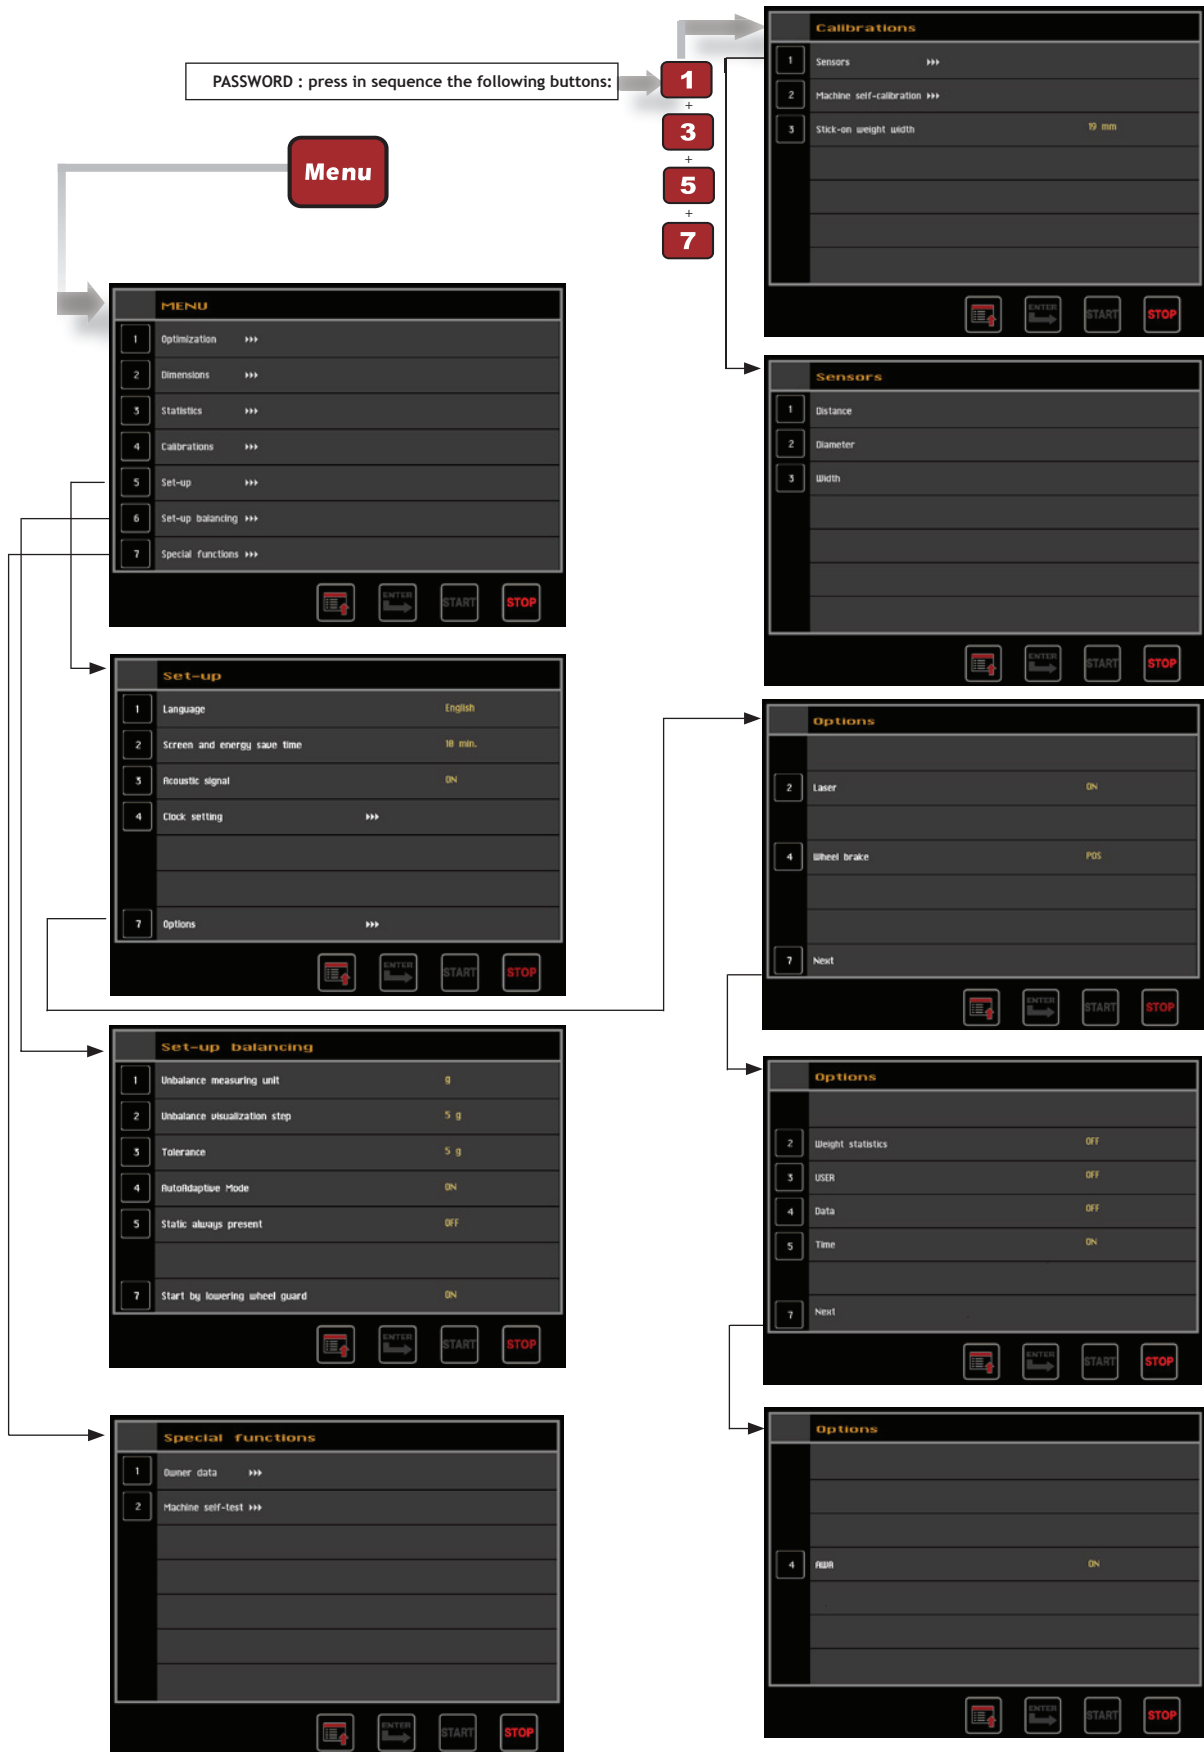 PASSWORD : press in sequence the following buttons:
1
+
3
+
5
+
7
Menu
MENU
1 Optimization
2 Dimensions
3 Statistics
4 Calibrations
5 Set-up
6 Set-up balancing
7 Special functions
ENTER START STOP
Set-up
1 Language English
2 Screen and energy save time 10 min.
3 Acoustic signal ON
4 Clock setting
7 Options
ENTER START STOP
Set-up balancing
1 Unbalance measuring unit g
2 Unbalance visualization step 5 g
3 Tolerance 5 g
4 AutoAdaptive Mode ON
5 Static always present OFF
7 Start by lowering wheel guard ON
ENTER START STOP
Special functions
1 Owner data
2 Machine self-test
ENTER START STOP
Calibrations
1 Sensors
2 Machine self-calibration
3 Stick-on weight width 19 mm
ENTER START STOP
Sensors
1 Distance
2 Diameter
3 Width
ENTER START STOP
Options
2 Laser ON
4 Wheel brake POS
7 Next
ENTER START STOP
Options
2 Weight statistics OFF
3 USER OFF
4 Data OFF
5 Time ON
7 Next
ENTER START STOP
Options
4 AWA ON
ENTER START STOP